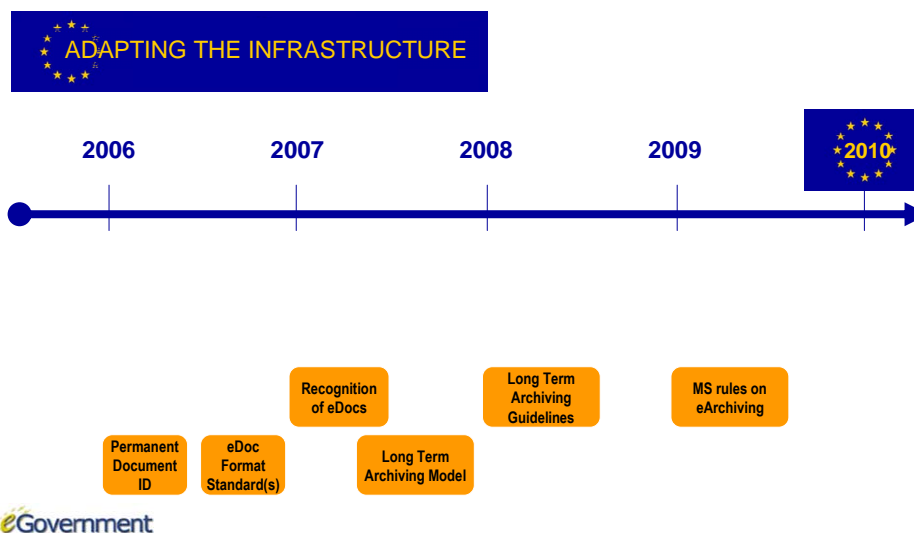 ADAPTING THE INFRASTRUCTURE
2006
2007
2008
2009
2010
Recognition
of eDocs
Long Term
Archiving
Guidelines
MS rules on
eArchiving
Permanent
Document
ID
eDoc
Format
Standard(s)
Long Term
Archiving Model
eGovernment